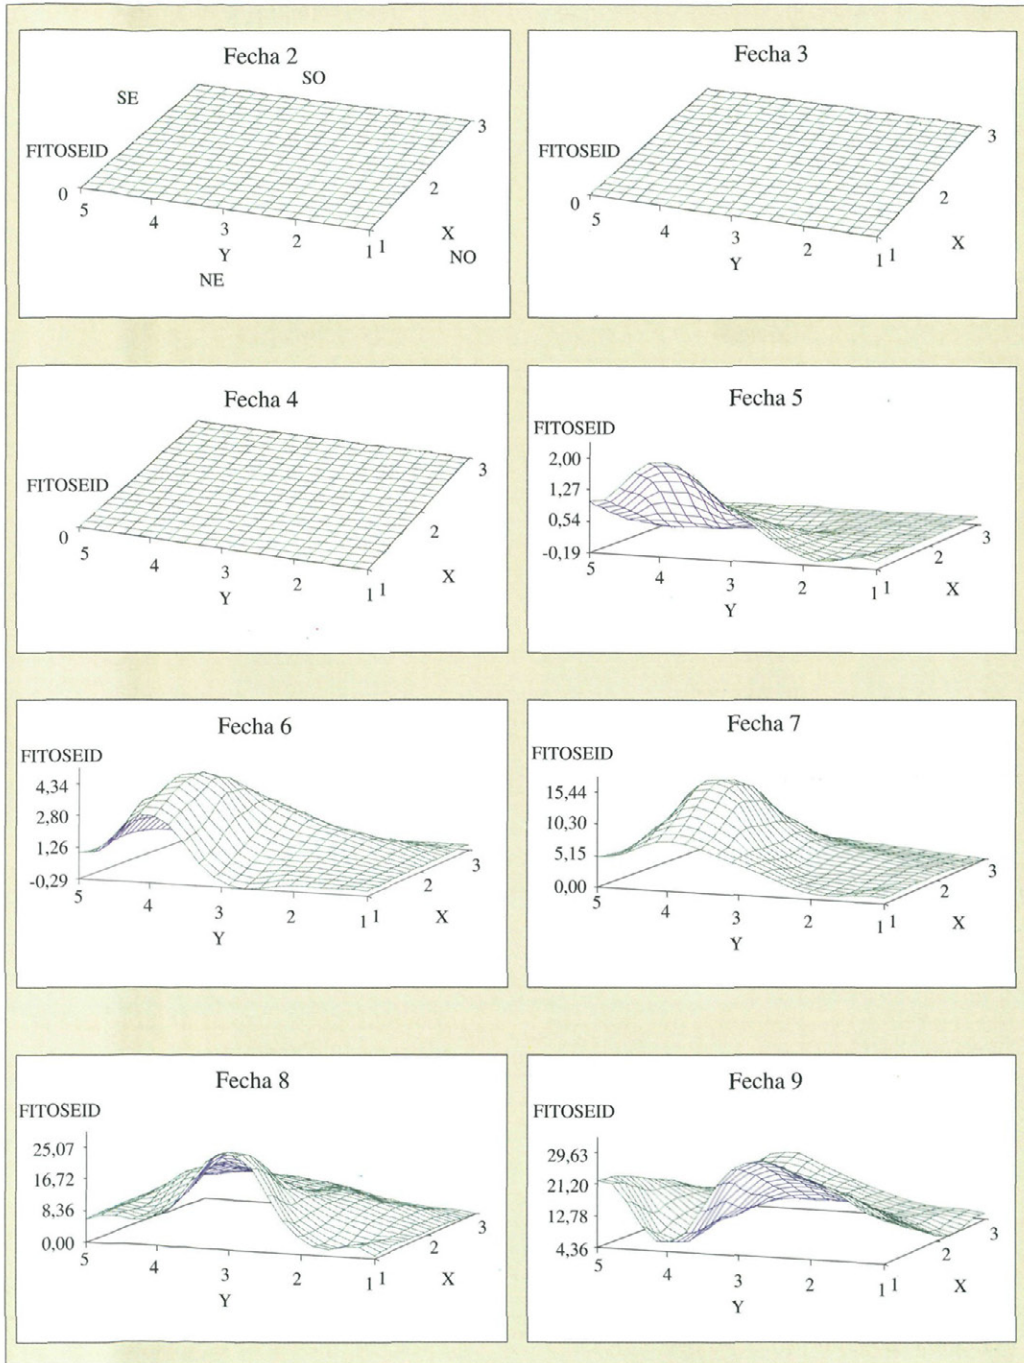 Fecha 2
SO
SE
FITOSEID
0
5
4
3
2
1
1
2
3
Y
X
NE
NO
Fecha 3
FITOSEID
0
5
4
3
2
1
1
2
3
Y
X
Fecha 4
FITOSEID
0
5
4
3
2
1
1
2
3
Y
X
Fecha 5
FITOSEID
2,00
1,27
0,54
-0,19
5
4
3
2
1
1
2
3
Y
X
Fecha 6
FITOSEID
4,34
2,80
1,26
-0,29
5
4
3
2
1
1
2
3
Y
X
Fecha 7
FITOSEID
15,44
10,30
5,15
0,00
5
4
3
2
1
1
2
3
Y
X
Fecha 8
FITOSEID
25,07
16,72
8,36
0,00
5
4
3
2
1
1
2
3
Y
X
Fecha 9
FITOSEID
29,63
21,20
12,78
4,36
5
4
3
2
1
1
2
3
Y
X